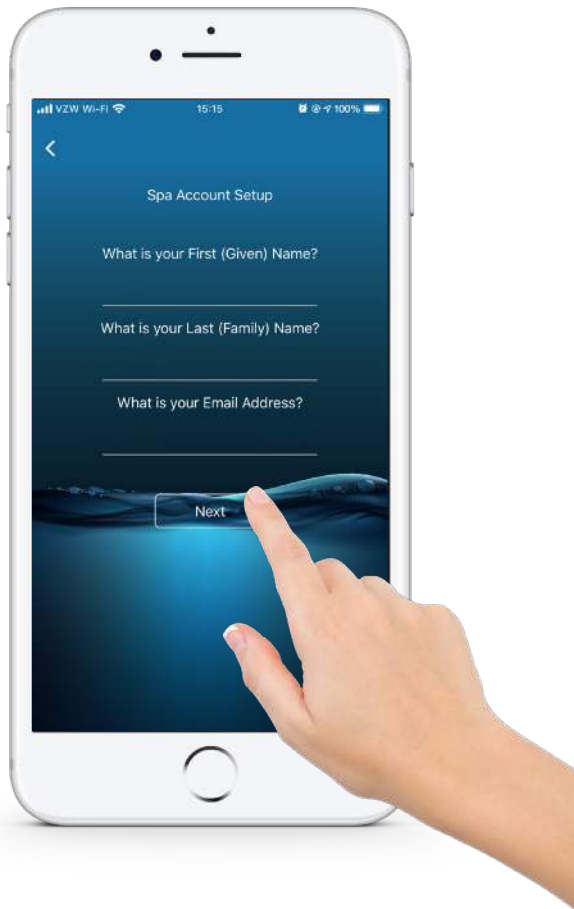 VZW Wi-Fi 15:15 100%
Spa Account Setup
What is your First (Given) Name?
What is your Last (Family) Name?
What is your Email Address?
Next